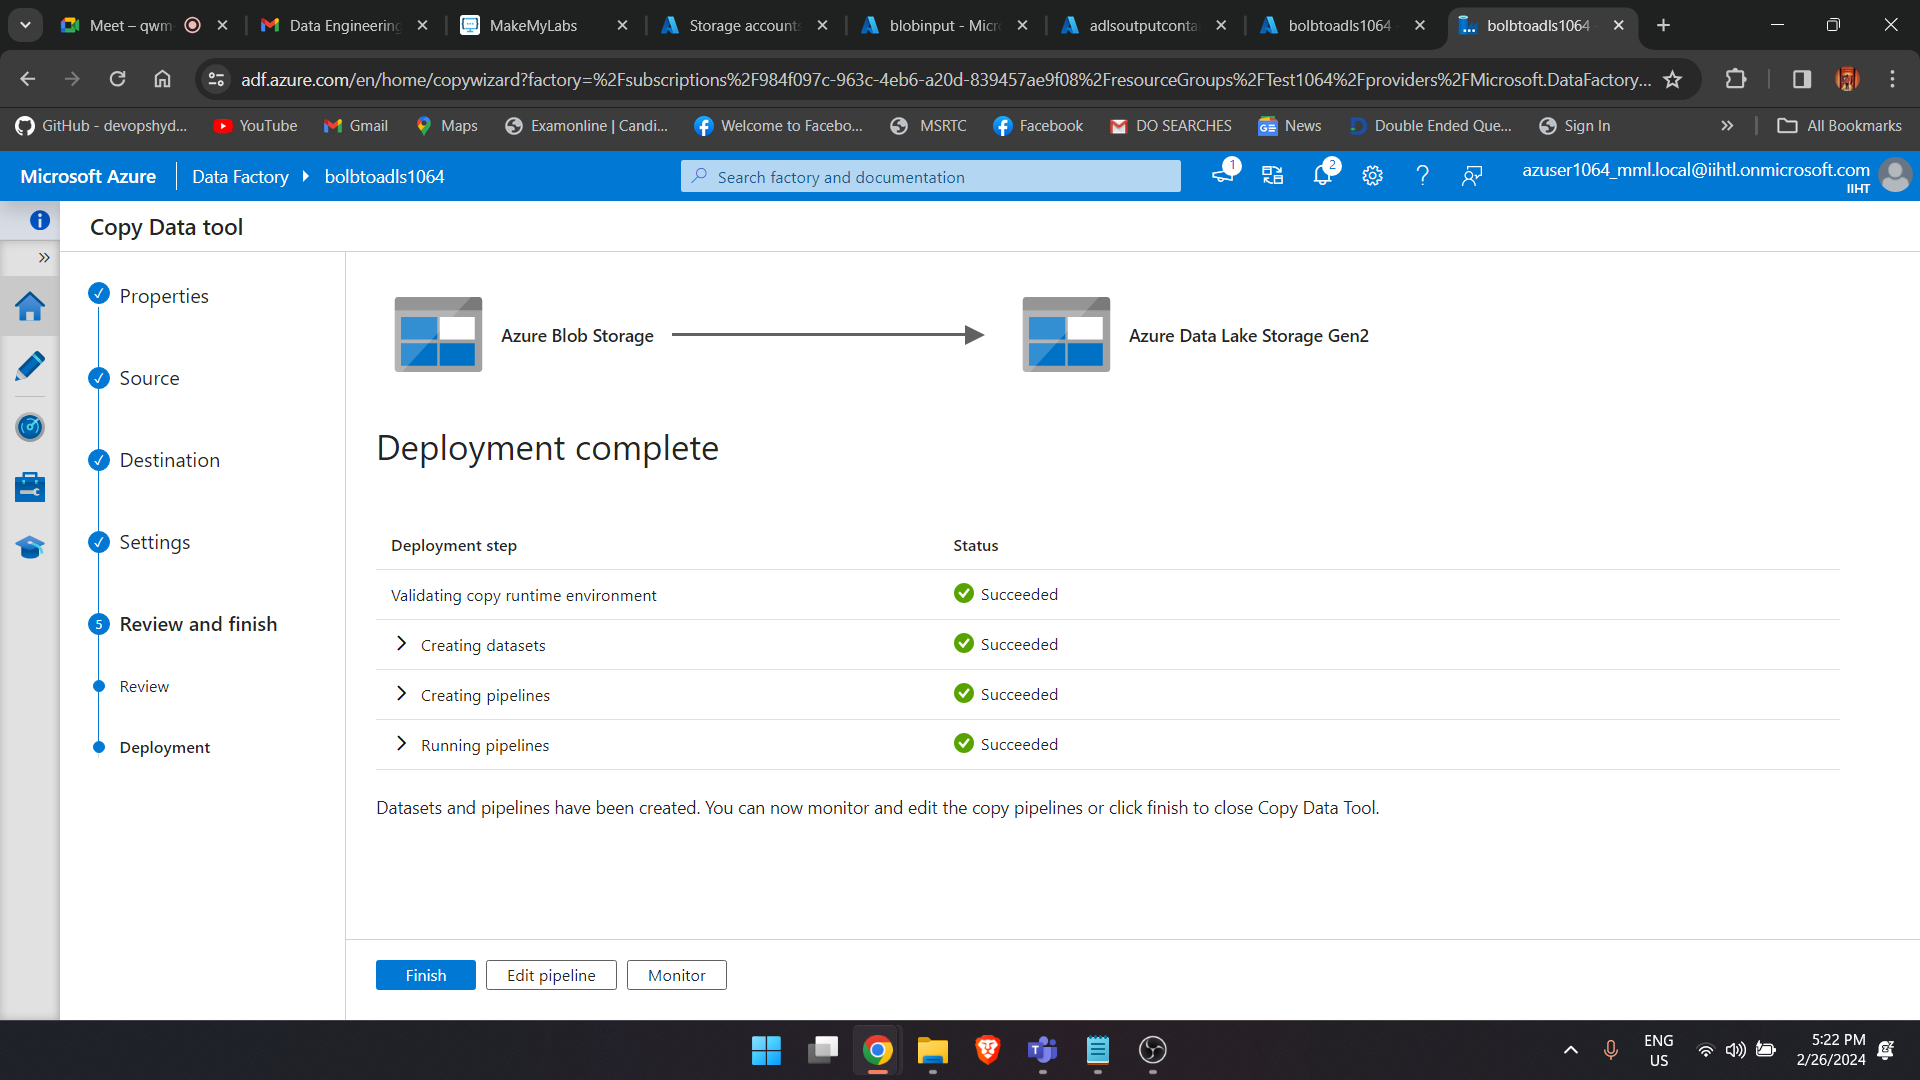 Meet – qwm
Data Engineering
MakeMyLabs
Storage accounts
blobinput - Micr
adlsoutputconta
bolbtoadls1064
bolbtoadls1064
adf.azure.com/en/home/copywizard?factory=%2Fsubscriptions%2F984f097c-963c-4eb6-a20d-839457ae9f08%2FresourceGroups%2FTest1064%2Fproviders%2FMicrosoft.DataFactory...
GitHub - devopshyd...
YouTube
Gmail
Maps
Examonline | Candi...
Welcome to Facebo...
MSRTC
Facebook
DO SEARCHES
News
Double Ended Que...
Sign In
All Bookmarks
Microsoft Azure
Data Factory
bolbtoadls1064
Search factory and documentation
1
2
azuser1064_mml.local@iihtl.onmicrosoft.com
IIHT
Copy Data tool
Properties
Source
Destination
Settings
5
Review and finish
Review
Deployment
Azure Blob Storage
Azure Data Lake Storage Gen2
Deployment complete
Deployment step
Status
Validating copy runtime environment
Succeeded
Creating datasets
Succeeded
Creating pipelines
Succeeded
Running pipelines
Succeeded
Datasets and pipelines have been created. You can now monitor and edit the copy pipelines or click finish to close Copy Data Tool.
Finish
Edit pipeline
Monitor
ENG
US
5:22 PM
2/26/2024